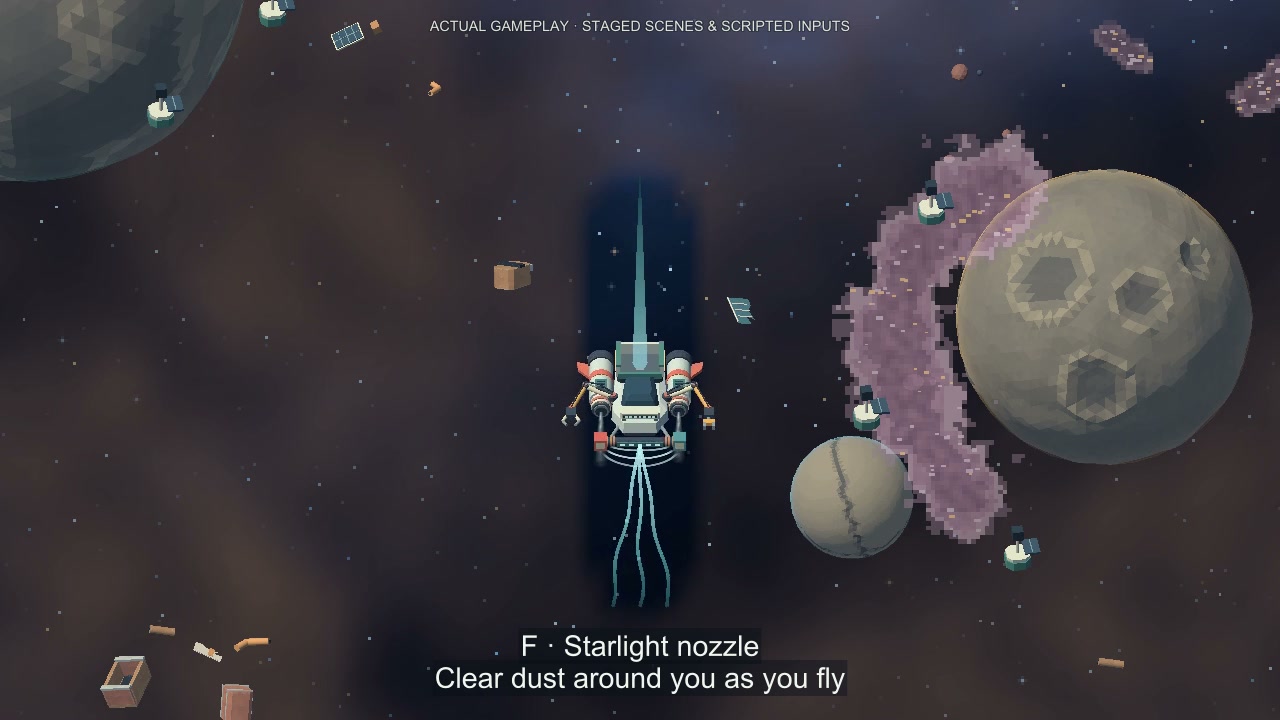 ACTUAL GAMEPLAY · STAGED SCENES & SCRIPTED INPUTS
F · Starlight nozzle
Clear dust around you as you fly